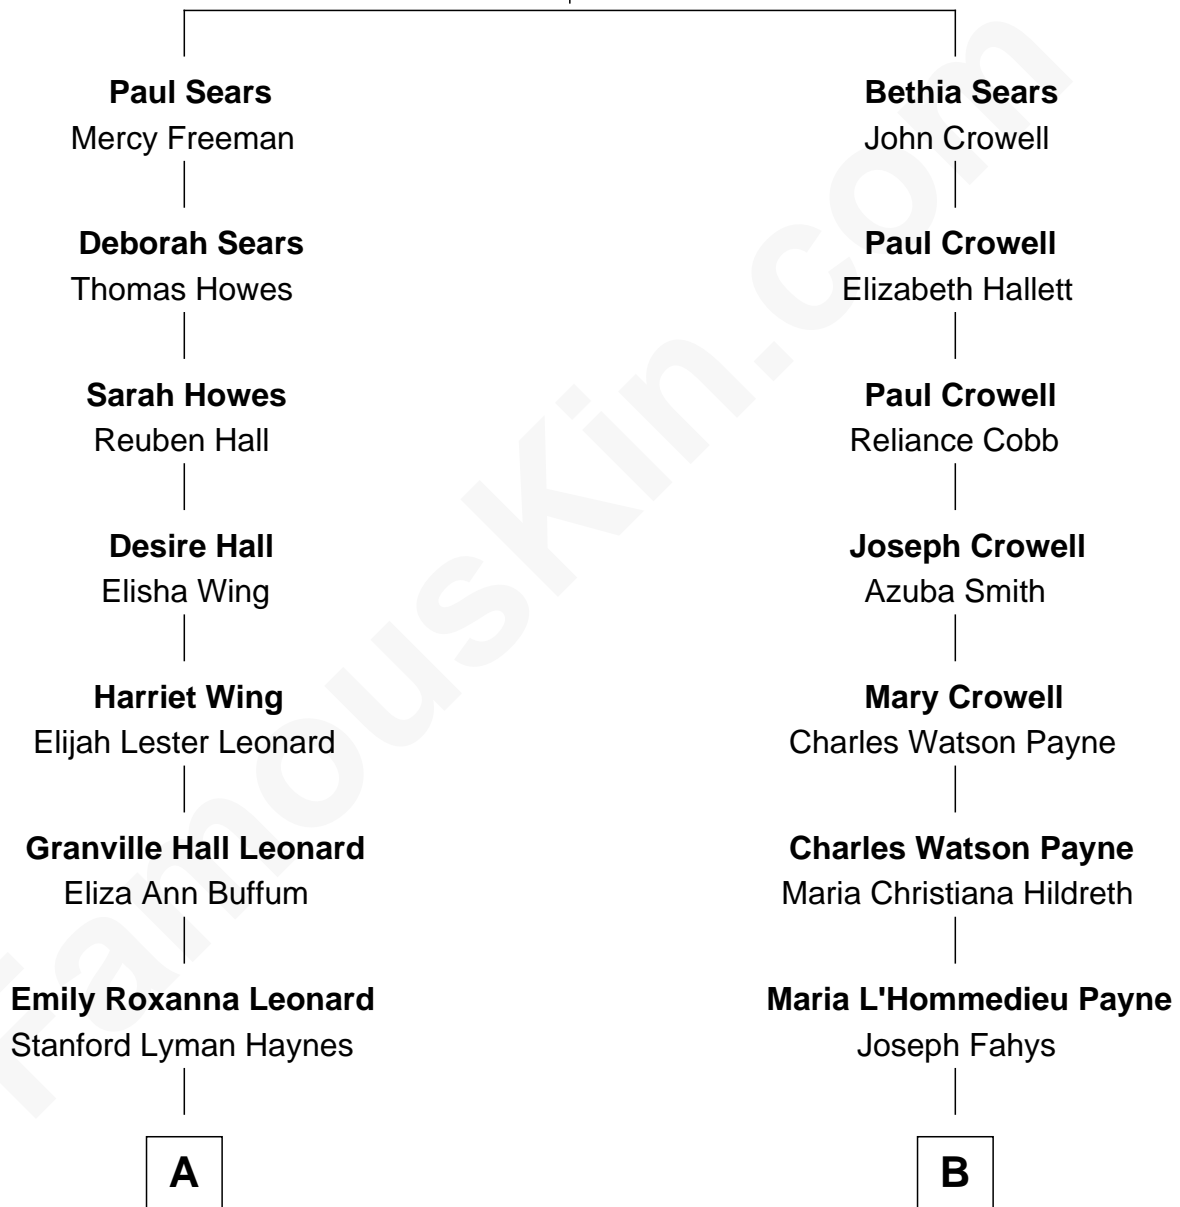 Paul Sears
Mercy Freeman
Deborah Sears
Thomas Howes
Sarah Howes
Reuben Hall
Desire Hall
Elisha Wing
Harriet Wing
Elijah Lester Leonard
Granville Hall Leonard
Eliza Ann Buffum
Emily Roxanna Leonard
Stanford Lyman Haynes
A
Bethia Sears
John Crowell
Paul Crowell
Elizabeth Hallett
Paul Crowell
Reliance Cobb
Joseph Crowell
Azuba Smith
Mary Crowell
Charles Watson Payne
Charles Watson Payne
Maria Christiana Hildreth
Maria L'Hommedieu Payne
Joseph Fahys
B
FamousKin.com